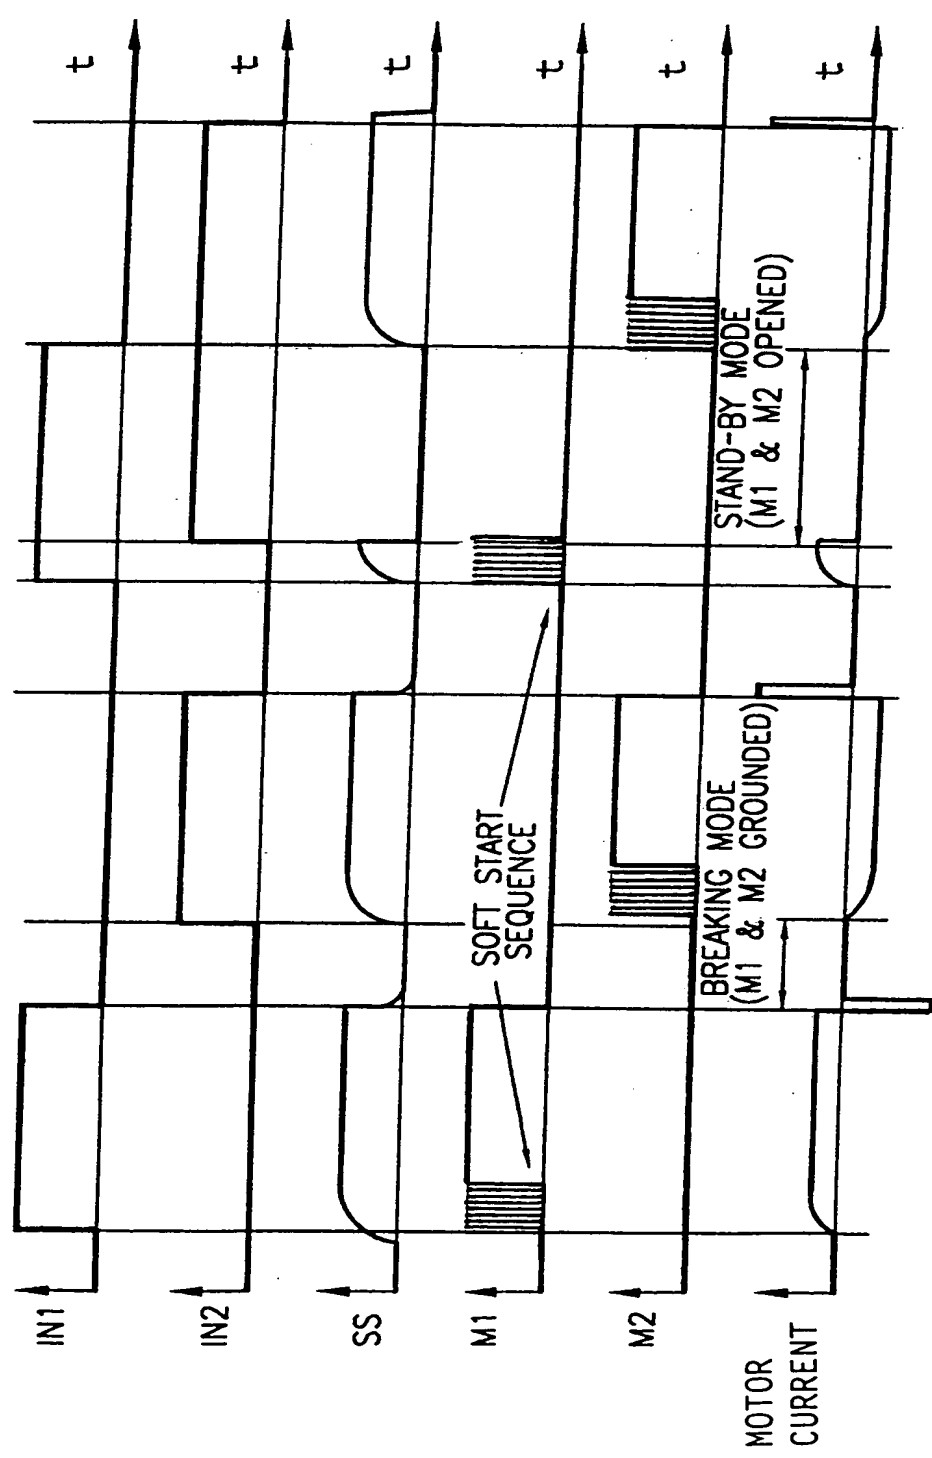 IN1
t
IN2
t
SS
t
M1
t
SOFT START
SEQUENCE
M2
t
BREAKING MODE
(M1 & M2 GROUNDED)
STAND-BY MODE
(M1 & M2 OPENED)
MOTOR
CURRENT
t